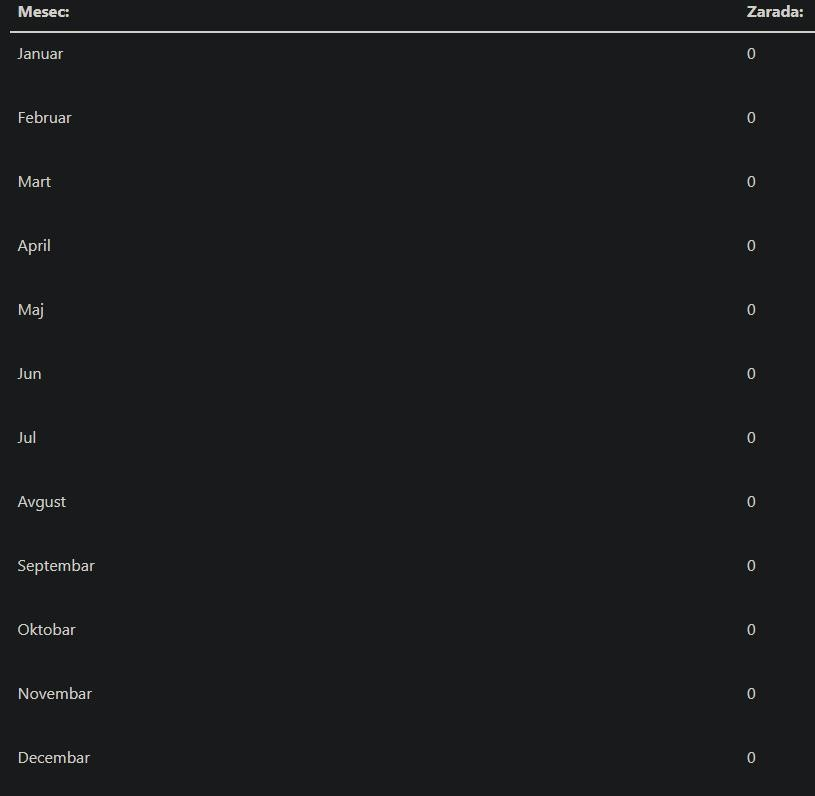 Mesec: Zarada:
Januar 0
Februar 0
Mart 0
April 0
Maj 0
Jun 0
Jul 0
Avgust 0
Septembar 0
Oktobar 0
Novembar 0
Decembar 0